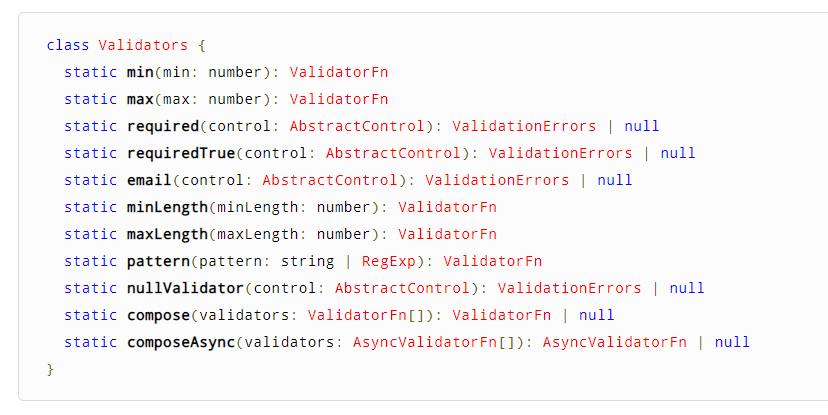 class Validators {
static min(min: number): ValidatorFn
static max(max: number): ValidatorFn
static required(control: AbstractControl): ValidationErrors | null
static requiredTrue(control: AbstractControl): ValidationErrors | null
static email(control: AbstractControl): ValidationErrors | null
static minLength(minLength: number): ValidatorFn
static maxLength(maxLength: number): ValidatorFn
static pattern(pattern: string | RegExp): ValidatorFn
static nullValidator(control: AbstractControl): ValidationErrors | null
static compose(validators: ValidatorFn[]): ValidatorFn | null
static composeAsync(validators: AsyncValidatorFn[]): AsyncValidatorFn | null
}